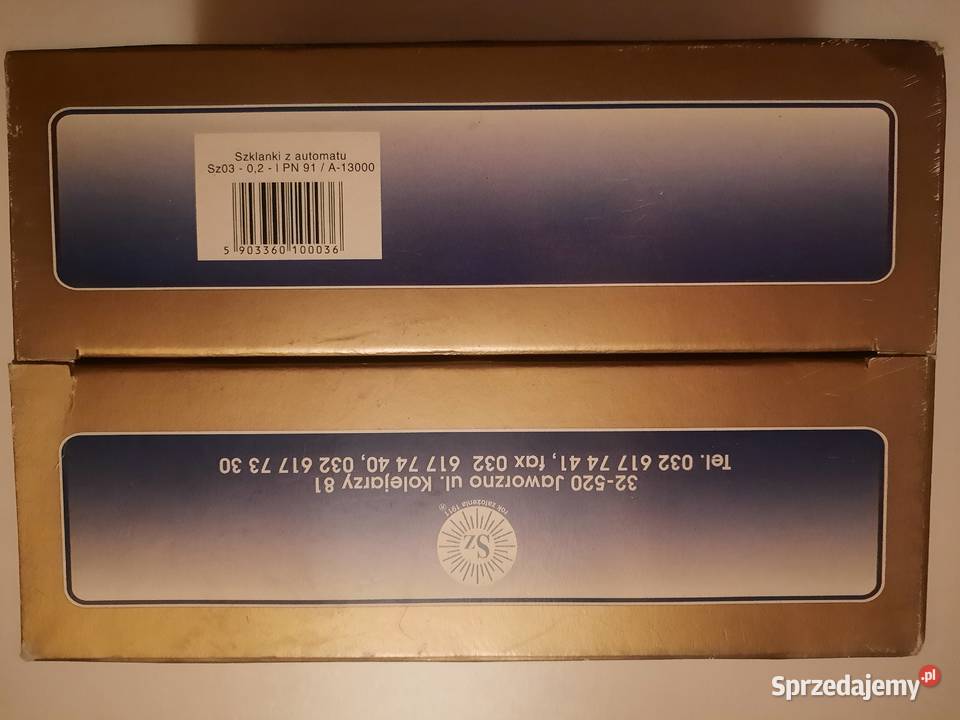 Szklanki z automatu
Sz03 - 0,2 - I PN 91 / A-13000
5 903360 100036
Sz
rok założenia 1911
32-520 Jaworzno ul. Kolejarzy 81
Tel. 032 617 74 41, fax 032 617 74 40, 032 617 73 30
Sprzedajemy.pl